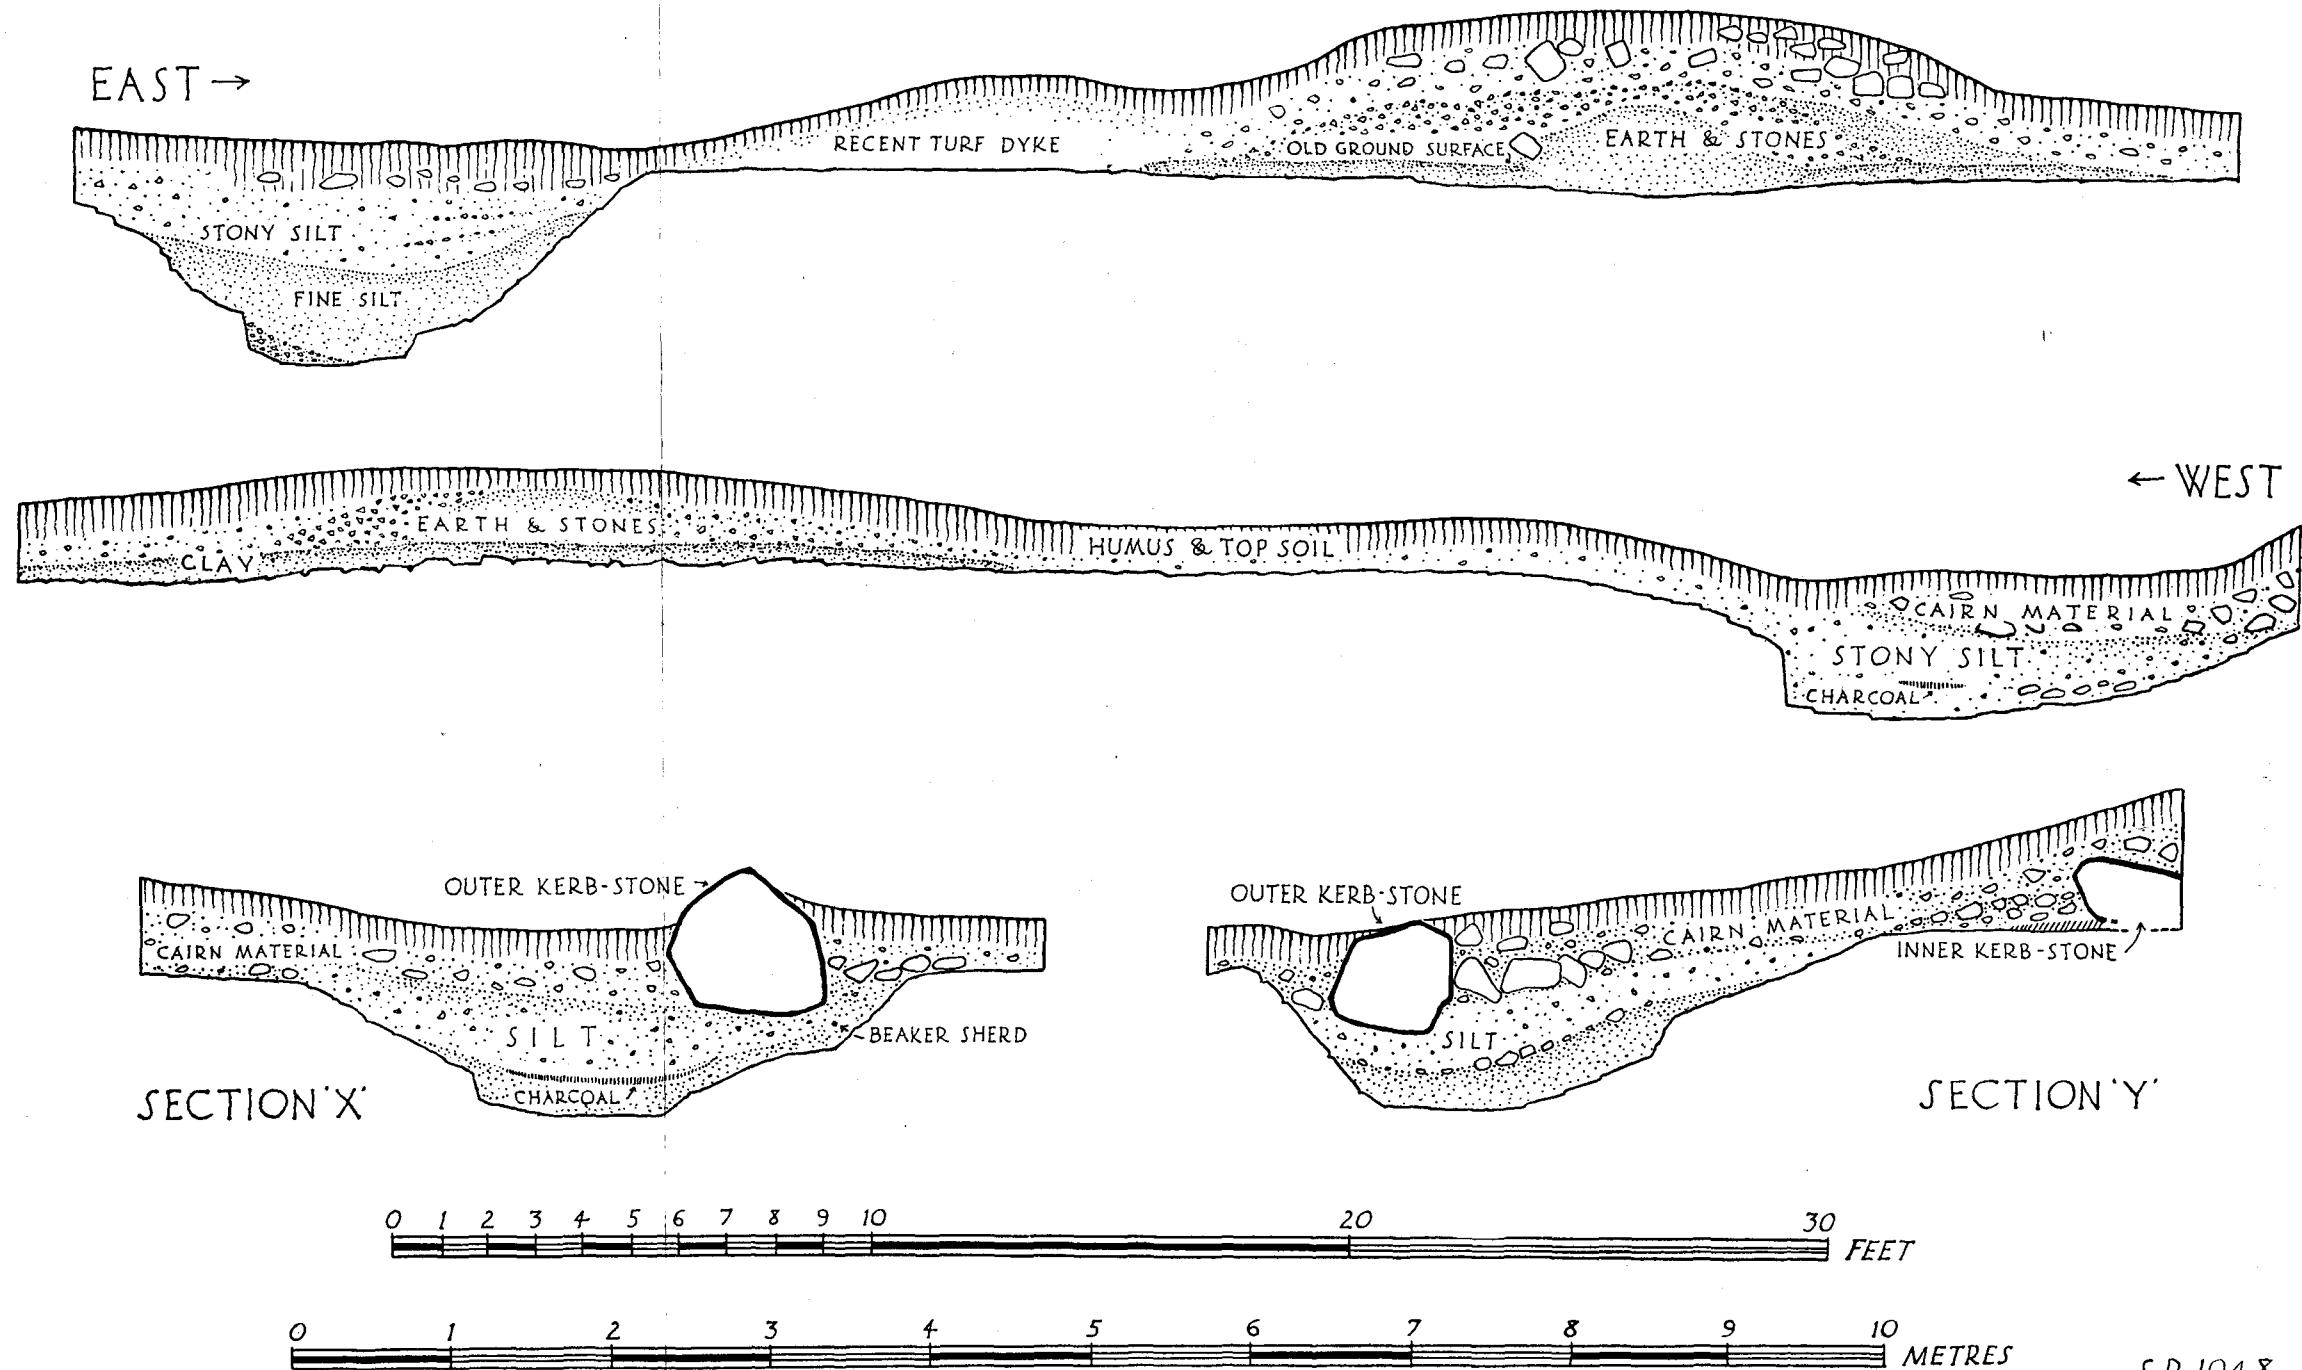 EAST →
RECENT TURF DYKE
OLD GROUND SURFACE
EARTH & STONES
STONY SILT
FINE SILT
← WEST
EARTH & STONES
CLAY
HUMUS & TOP SOIL
CAIRN MATERIAL
STONY SILT
CHARCOAL
OUTER KERB-STONE
CAIRN MATERIAL
SILT
BEAKER SHERD
CHARCOAL
SECTION 'X'
OUTER KERB-STONE
CAIRN MATERIAL
INNER KERB-STONE
SILT
SECTION 'Y'
0 1 2 3 4 5 6 7 8 9 10 20 30
FEET
0 1 2 3 4 5 6 7 8 9 10
METRES